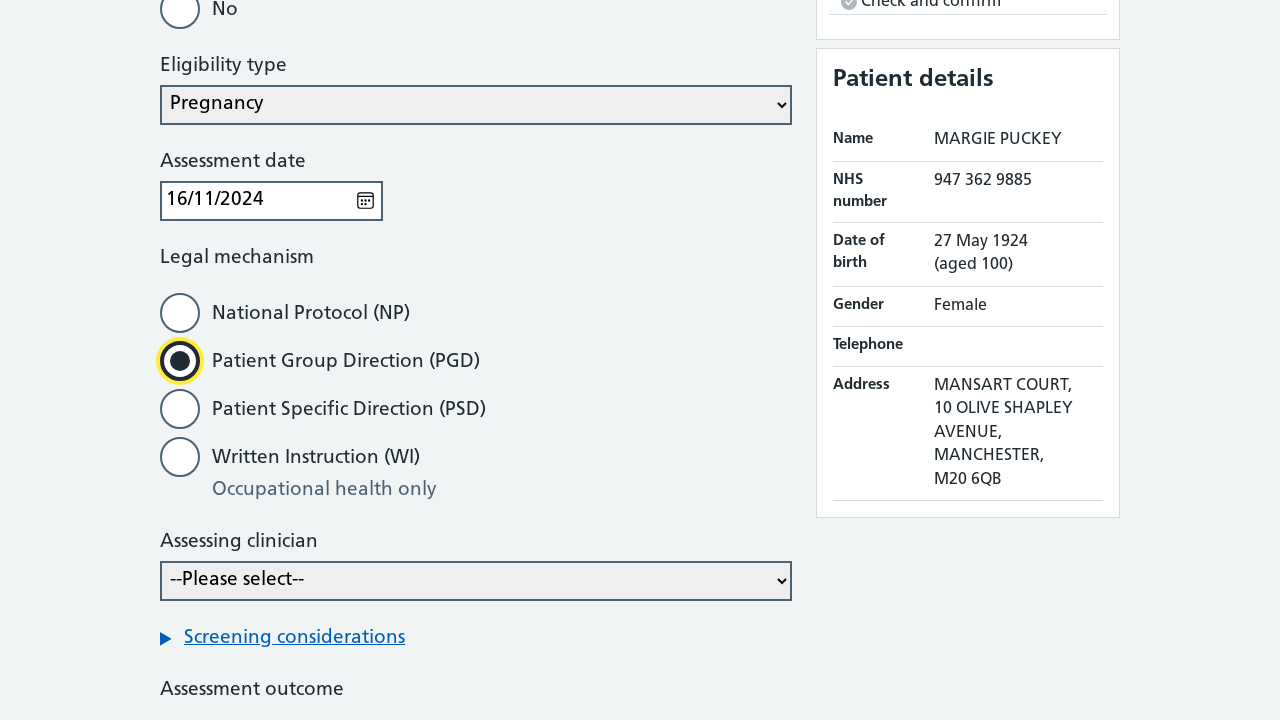 No
Eligibility type
Pregnancy
Assessment date
16/11/2024
Legal mechanism
National Protocol (NP)
Patient Group Direction (PGD)
Patient Specific Direction (PSD)
Written Instruction (WI)
Occupational health only
Assessing clinician
--Please select--
Screening considerations
Assessment outcome
Check and confirm
Patient details
Name MARGIE PUCKEY
NHS number 947 362 9885
Date of birth 27 May 1924
(aged 100)
Gender Female
Telephone
Address MANSART COURT,
10 OLIVE SHAPLEY
AVENUE,
MANCHESTER,
M20 6QB